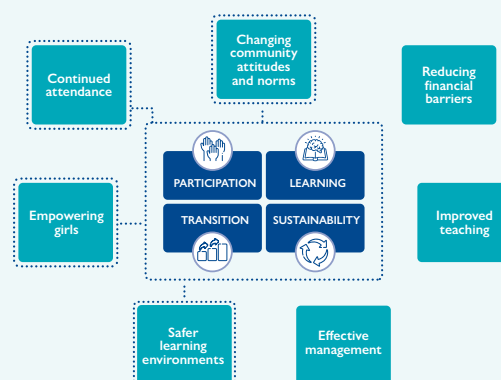 Changing
community
attitudes
and norms
Continued
attendance
Reducing
financial
barriers
PARTICIPATION
LEARNING
TRANSITION
SUSTAINABILITY
Empowering
girls
Improved
teaching
Safer
learning
environments
Effective
management